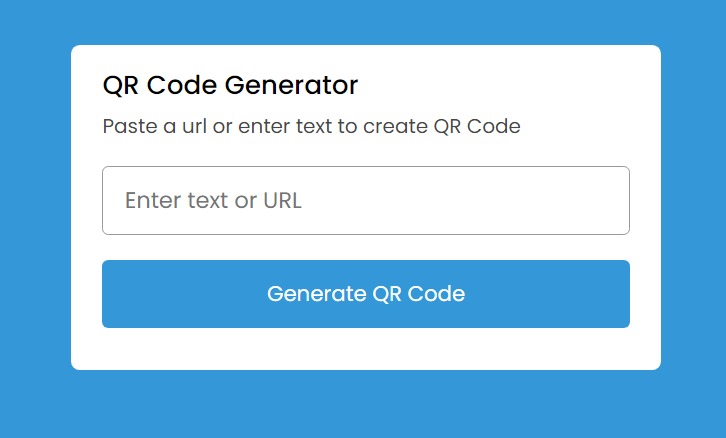 QR Code Generator
Paste a url or enter text to create QR Code
Enter text or URL
Generate QR Code